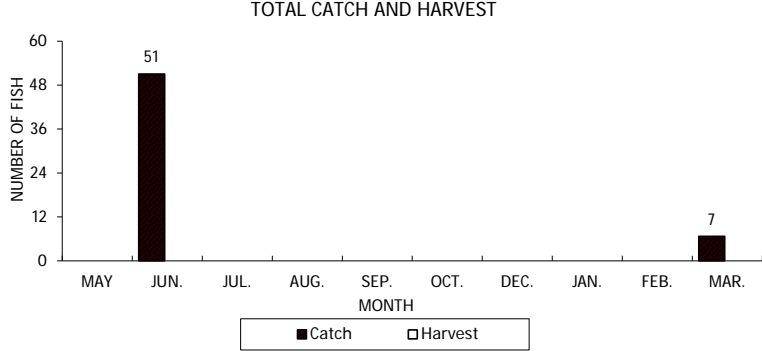 TOTAL CATCH AND HARVEST
60
48
36
24
12
0
NUMBER OF FISH
51
7
MAY JUN. JUL. AUG. SEP. OCT. DEC. JAN. FEB. MAR.
MONTH
Catch Harvest